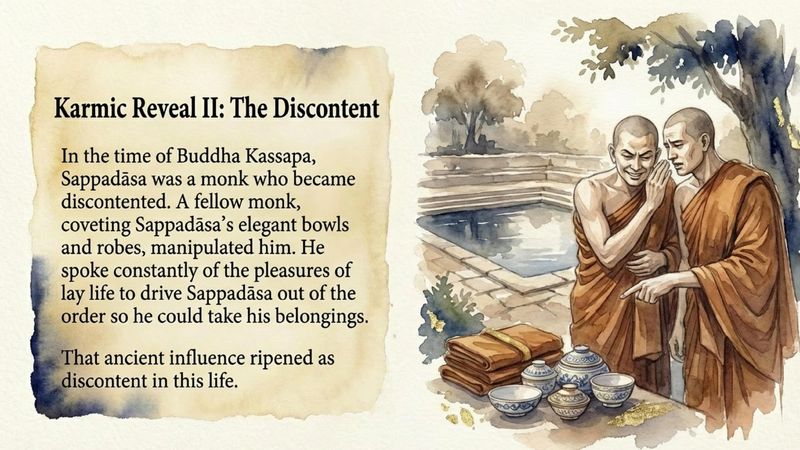 Karmic Reveal II: The Discontent
In the time of Buddha Kassapa,
Sappadāsa was a monk who became
discontented. A fellow monk,
coveting Sappadāsa’s elegant bowls
and robes, manipulated him. He
spoke constantly of the pleasures of
lay life to drive Sappadāsa out of the
order so he could take his belongings.
That ancient influence ripened as
discontent in this life.